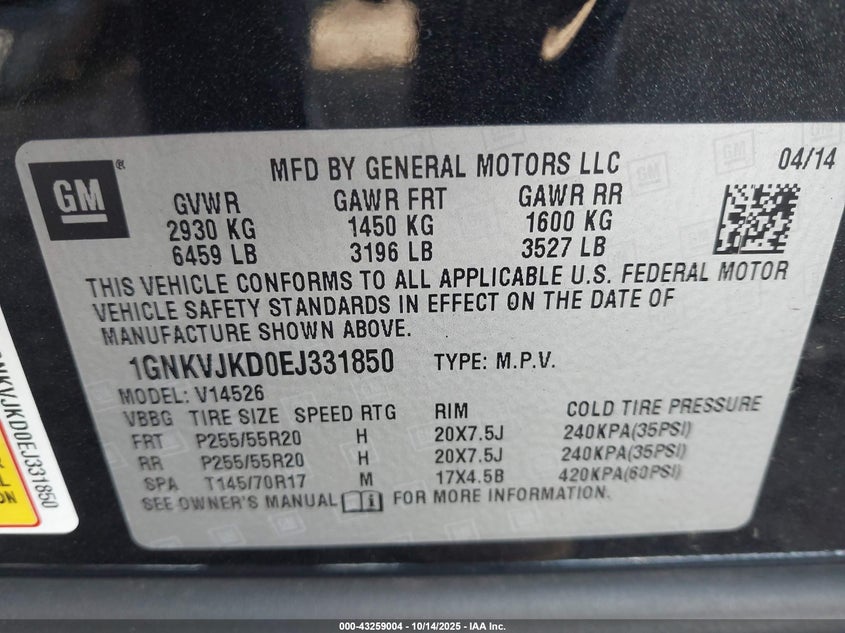 GM ® MFD BY GENERAL MOTORS LLC 04/14
GVWR GAWR FRT GAWR RR
2930 KG 1450 KG 1600 KG
6459 LB 3196 LB 3527 LB
THIS VEHICLE CONFORMS TO ALL APPLICABLE U.S. FEDERAL MOTOR
VEHICLE SAFETY STANDARDS IN EFFECT ON THE DATE OF
MANUFACTURE SHOWN ABOVE.
1GNKVJKD0EJ331850 TYPE: M.P.V.
MODEL: V14526
VBBG TIRE SIZE SPEED RTG RIM COLD TIRE PRESSURE
FRT P255/55R20 H 20X7.5J 240KPA(35PSI)
RR P255/55R20 H 20X7.5J 240KPA(35PSI)
SPA T145/70R17 M 17X4.5B 420KPA(60PSI)
SEE OWNER'S MANUAL FOR MORE INFORMATION.
000-43259004 - 10/14/2025 - IAA Inc.